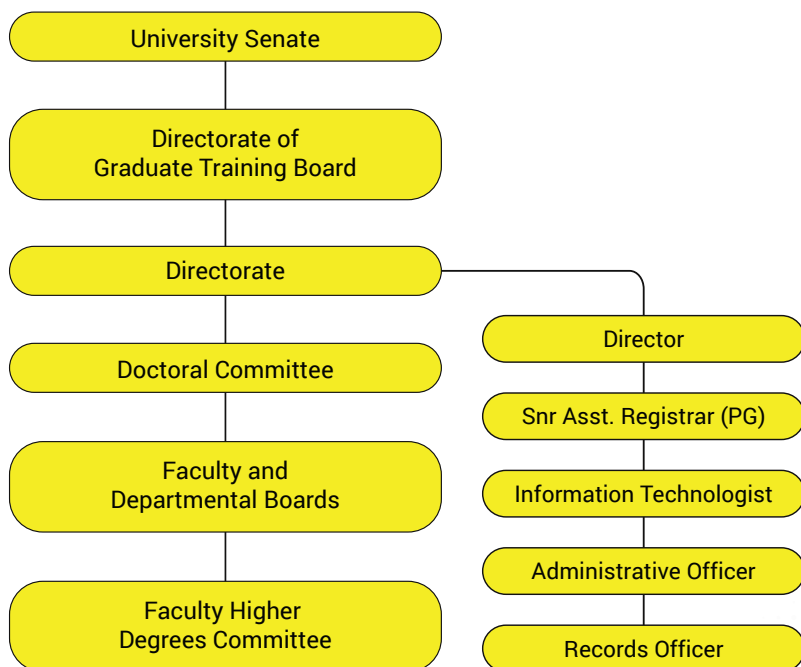 University Senate
Directorate of
Graduate Training Board
Directorate
Doctoral Committee
Faculty and
Departmental Boards
Faculty Higher
Degrees Committee
Director
Snr Asst. Registrar (PG)
Information Technologist
Administrative Officer
Records Officer